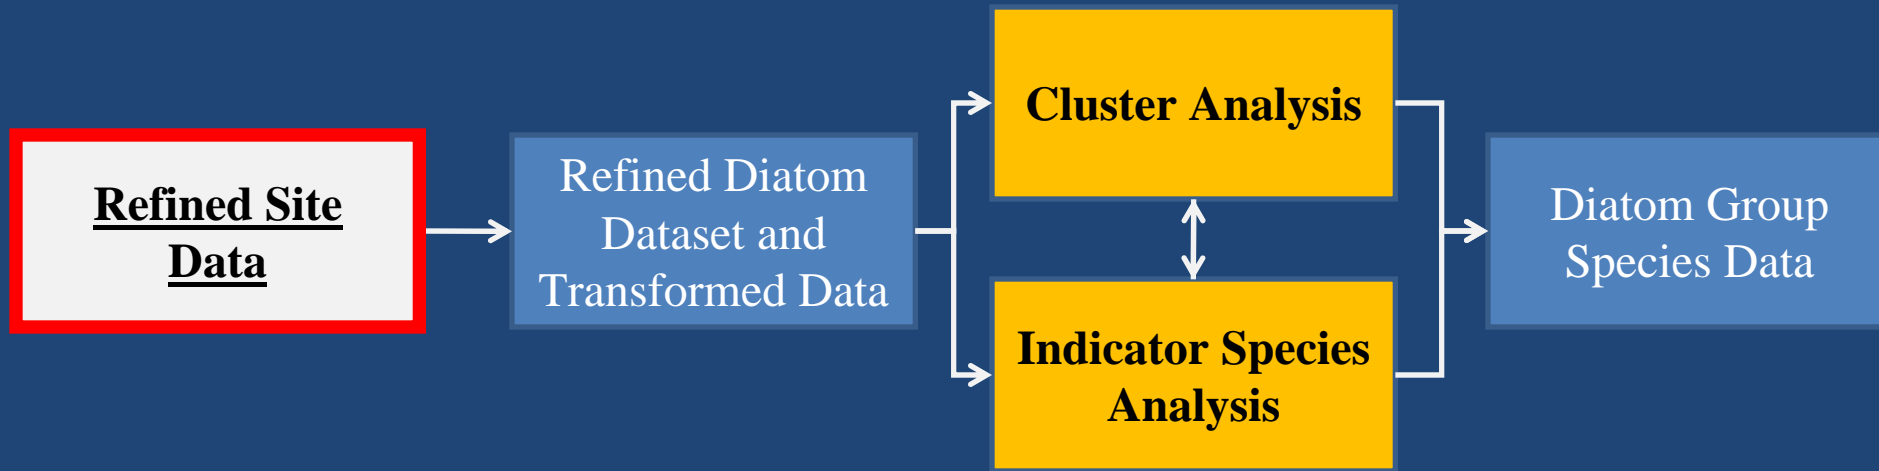 Refined Site
Data
Refined Diatom
Dataset and
Transformed Data
Cluster Analysis
Indicator Species
Analysis
Diatom Group
Species Data